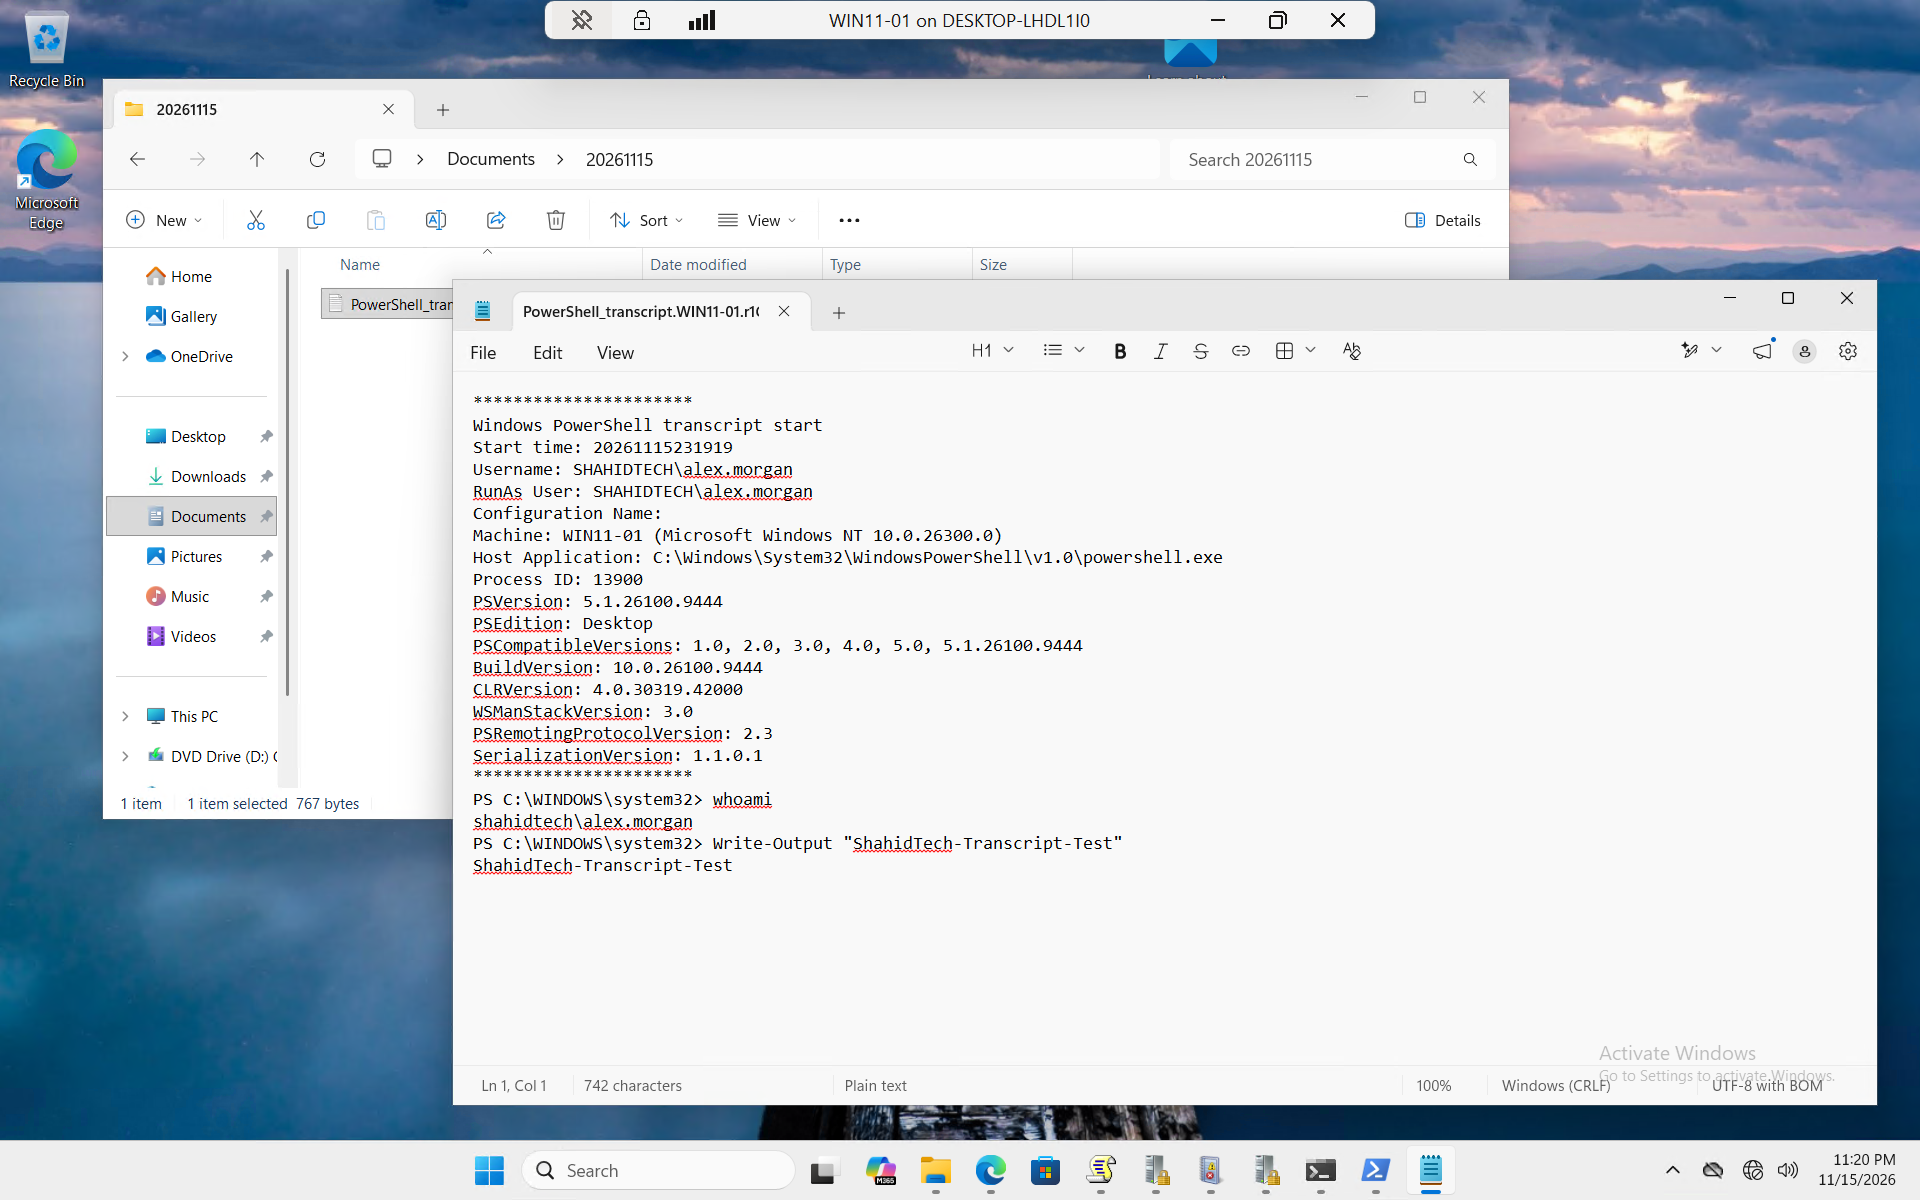 WIN11-01 on DESKTOP-LHDL1I0
Recycle Bin
Microsoft
Edge
20261115
Documents
20261115
Search 20261115
New
Sort
View
Details
Home
Gallery
OneDrive
Desktop
Downloads
Documents
Pictures
Music
Videos
This PC
DVD Drive (D:)
Name
Date modified
Type
Size
PowerShell_tran
1 item
1 item selected 767 bytes
PowerShell_transcript.WIN11-01.r1
File
Edit
View
H1
**********************
Windows PowerShell transcript start
Start time: 20261115231919
Username: SHAHIDTECH\alex.morgan
RunAs User: SHAHIDTECH\alex.morgan
Configuration Name:
Machine: WIN11-01 (Microsoft Windows NT 10.0.26300.0)
Host Application: C:\Windows\System32\WindowsPowerShell\v1.0\powershell.exe
Process ID: 13900
PSVersion: 5.1.26100.9444
PSEdition: Desktop
PSCompatibleVersions: 1.0, 2.0, 3.0, 4.0, 5.0, 5.1.26100.9444
BuildVersion: 10.0.26100.9444
CLRVersion: 4.0.30319.42000
WSManStackVersion: 3.0
PSRemotingProtocolVersion: 2.3
SerializationVersion: 1.1.0.1
**********************
PS C:\WINDOWS\system32> whoami
shahidtech\alex.morgan
PS C:\WINDOWS\system32> Write-Output "ShahidTech-Transcript-Test"
ShahidTech-Transcript-Test
Ln 1, Col 1
742 characters
Plain text
100%
Windows (CRLF)
UTF-8 with BOM
Activate Windows
Go to Settings to activate Windows.
Search
M365
11:20 PM
11/15/2026